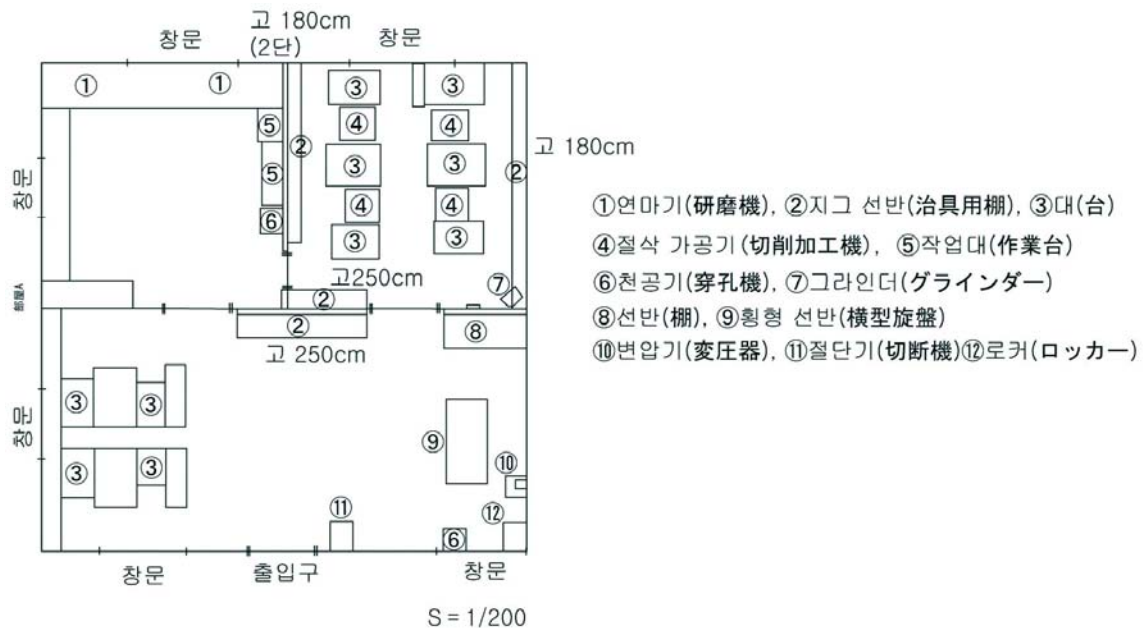 고 180cm
(2단)
창문
창문
① ① ③ ③
⑤ ④ ④
② 고 180cm
⑤ ③ ③ ②
창문
⑥ ④ ④
③ ③
고250cm
② ⑦
部屋A
② ⑧
고 250cm
③ ③
창문
⑨
③ ③ ⑩
⑪ ⑫
⑥
창문 출입구 창문
S = 1/200
①연마기(研磨機), ②지그 선반(治具用棚), ③대(台)
④절삭 가공기(切削加工機), ⑤작업대(作業台)
⑥천공기(穿孔機), ⑦그라인더(グラインダー)
⑧선반(棚), ⑨횡형 선반(横型旋盤)
⑩변압기(変圧器), ⑪절단기(切断機)⑫로커(ロッカー)